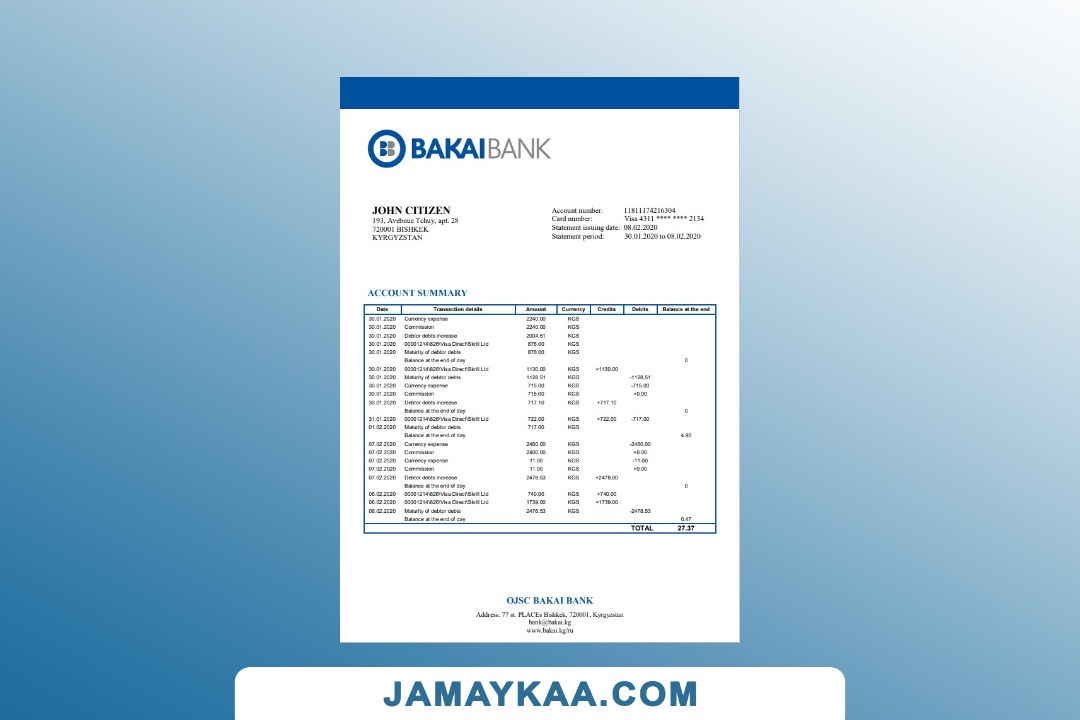 BAKAIBANK
JOHN CITIZEN
193, Avebnue Tchuy, apt. 28
720001 BISHKEK
KYRGYZSTAN
Account number: 11811174216304
Card number: Visa 4311 **** **** 2134
Statement issuing date: 08.02.2020
Statement period: 30.01.2020 to 08.02.2020
ACCOUNT SUMMARY
Date Transaction details Amount Currency Credits Debits Balance at the end
30.01.2020 Currency expense 2240.00 KGS
30.01.2020 Commission 2240.00 KGS
30.01.2020 Debtor debts increase 2004.51 KGS
30.01.2020 00001214\826\Visa Direct\Skrill Ltd 876.00 KGS
30.01.2020 Maturity of debtor debts 876.00 KGS
Balance at the end of day 0
30.01.2020 00001214\826\Visa Direct\Skrill Ltd 1130.00 KGS +1130.00
30.01.2020 Maturity of debtor debts 1128.51 KGS -1128.51
30.01.2020 Currency expense 715.00 KGS -715.00
30.01.2020 Commission 715.00 KGS +0.00
30.01.2020 Debtor debts increase 717.10 KGS +717.10
Balance at the end of day 0
31.01.2020 00001214\826\Visa Direct\Skrill Ltd 722.00 KGS +722.00 -717.00
01.02.2020 Maturity of debtor debts 717.00 KGS
Balance at the end of day 4.90
07.02.2020 Currency expense 2460.00 KGS -2460.00
07.02.2020 Commission 2400.00 KGS +0.00
07.02.2020 Currency expense 11.00 KGS -11.00
07.02.2020 Commission 11.00 KGS +0.00
07.02.2020 Debtor debts increase 2478.53 KGS +2478.00
Balance at the end of day 0
06.02.2020 00001214\826\Visa Direct\Skrill Ltd 740.00 KGS +740.00
06.02.2020 00001214\826\Visa Direct\Skrill Ltd 1739.00 KGS +1739.00
08.02.2020 Maturity of debtor debts 2476.53 KGS -2478.53
Balance at the end of day 0.47
TOTAL 27.37
OJSC BAKAI BANK
Address: 77 st. PLACEs Bishkek, 720001, Kyrgyzstan
bank@bakai.kg
www.bakai.kg/ru
JAMAYKAA.COM